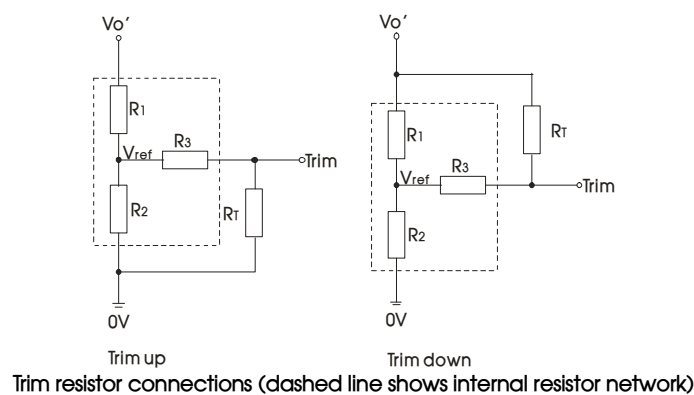 Vo'
R1
Vref
R3
Trim
R2
RT
0V
Trim up
Vo'
R1
RT
Vref
R3
Trim
R2
0V
Trim down
Trim resistor connections (dashed line shows internal resistor network)